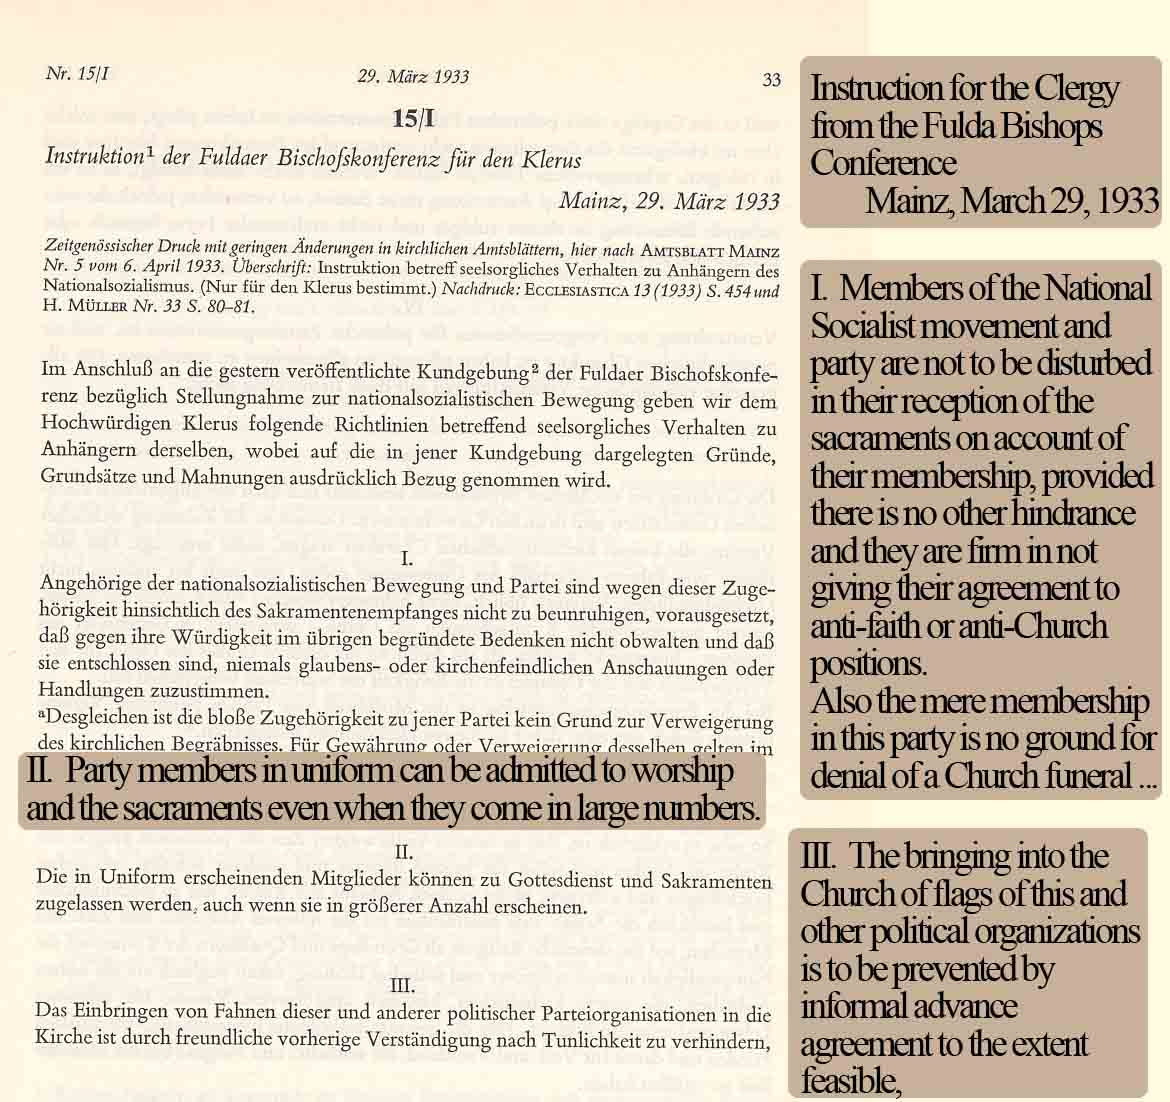 Nr. 15/I
29. März 1933
33
15/I
Instruktion¹ der Fuldaer Bischofskonferenz für den Klerus
Mainz, 29. März 1933
Zeitgenössischer Druck mit geringen Änderungen in kirchlichen Amtsblättern, hier nach AMTSBLATT MAINZ
Nr. 5 vom 6. April 1933. Überschrift: Instruktion betreff seelsorgliches Verhalten zu Anhängern des
Nationalsozialismus. (Nur für den Klerus bestimmt.) Nachdruck: ECCLESIASTICA 13 (1933) S. 454 und
H. MÜLLER Nr. 33 S. 80–81.
Im Anschluß an die gestern veröffentlichte Kundgebung² der Fuldaer Bischofskonfe-
renz bezüglich Stellungnahme zur nationalsozialistischen Bewegung geben wir dem
Hochwürdigen Klerus folgende Richtlinien betreffend seelsorgliches Verhalten zu
Anhängern derselben, wobei auf die in jener Kundgebung dargelegten Gründe,
Grundsätze und Mahnungen ausdrücklich Bezug genommen wird.
I.
Angehörige der nationalsozialistischen Bewegung und Partei sind wegen dieser Zuge-
hörigkeit hinsichtlich des Sakramentenempfanges nicht zu beunruhigen, vorausgesetzt,
daß gegen ihre Würdigkeit im übrigen begründete Bedenken nicht obwalten und daß
sie entschlossen sind, niemals glaubens- oder kirchenfeindlichen Anschauungen oder
Handlungen zuzustimmen.
ᵃDesgleichen ist die bloße Zugehörigkeit zu jener Partei kein Grund zur Verweigerung
des kirchlichen Begräbnisses. Für Gewährung oder Verweigerung desselben gelten im
II. Party members in uniform can be admitted to worship
and the sacraments even when they come in large numbers.
II.
Die in Uniform erscheinenden Mitglieder können zu Gottesdienst und Sakramenten
zugelassen werden, auch wenn sie in größerer Anzahl erscheinen.
III.
Das Einbringen von Fahnen dieser und anderer politischer Parteiorganisationen in die
Kirche ist durch freundliche vorherige Verständigung nach Tunlichkeit zu verhindern,
Instruction for the Clergy
from the Fulda Bishops
Conference
Mainz, March 29, 1933
I. Members of the National
Socialist movement and
party are not to be disturbed
in their reception of the
sacraments on account of
their membership, provided
there is no other hindrance
and they are firm in not
giving their agreement to
anti-faith or anti-Church
positions.
Also the mere membership
in this party is no ground for
denial of a Church funeral ...
III. The bringing into the
Church of flags of this and
other political organizations
is to be prevented by
informal advance
agreement to the extent
feasible,